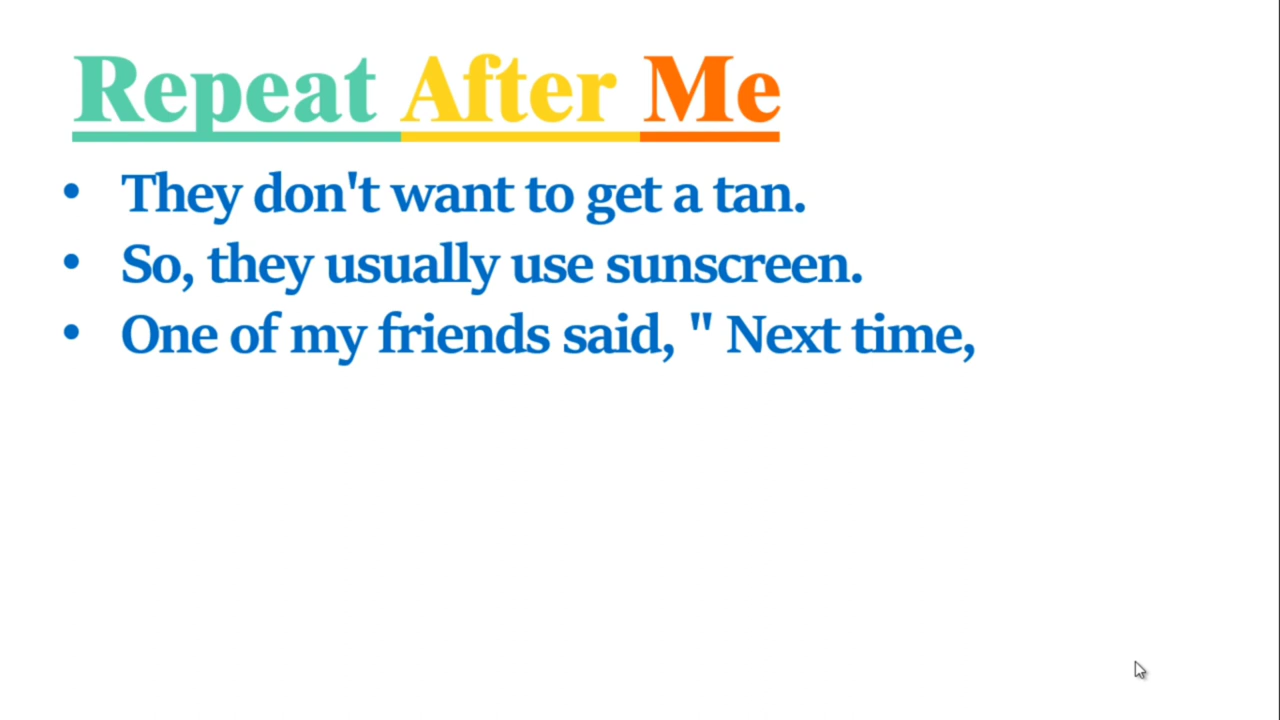 Repeat After Me
• They don't want to get a tan.
• So, they usually use sunscreen.
• One of my friends said, " Next time,